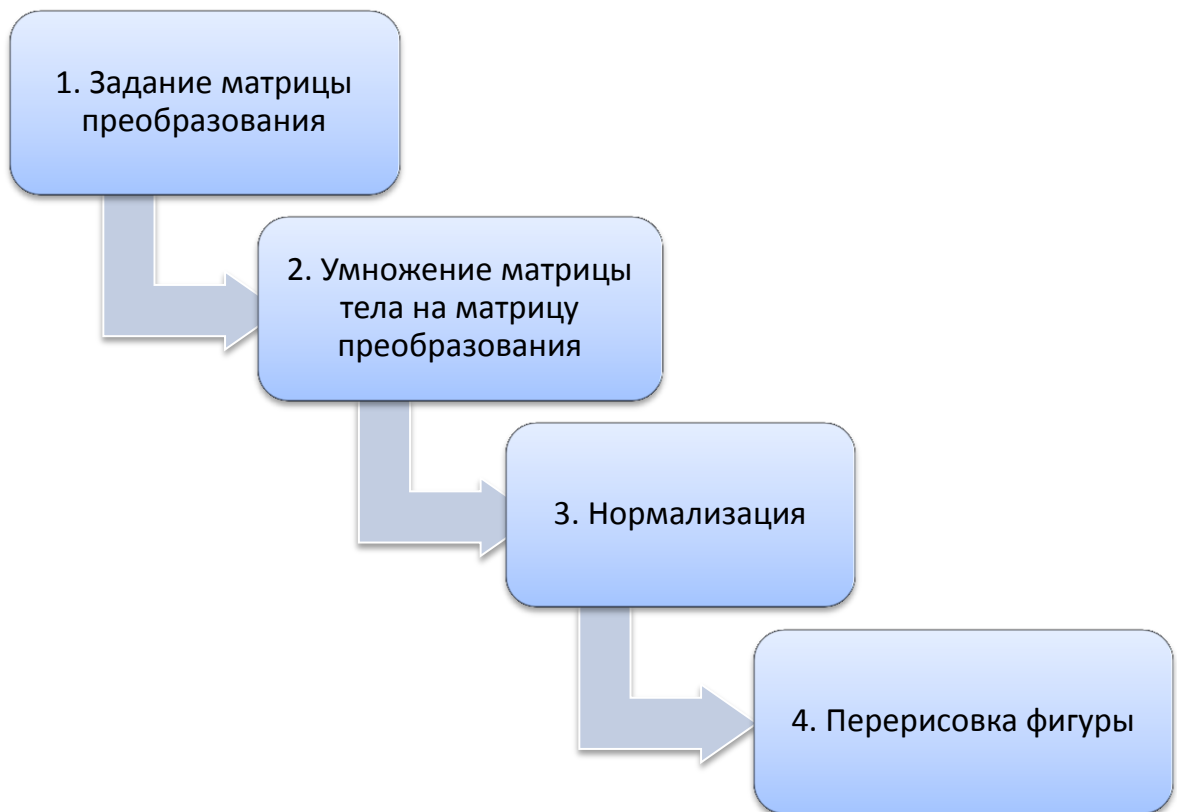 1. Задание матрицы
преобразования
2. Умножение матрицы
тела на матрицу
преобразования
3. Нормализация
4. Перерисовка фигуры